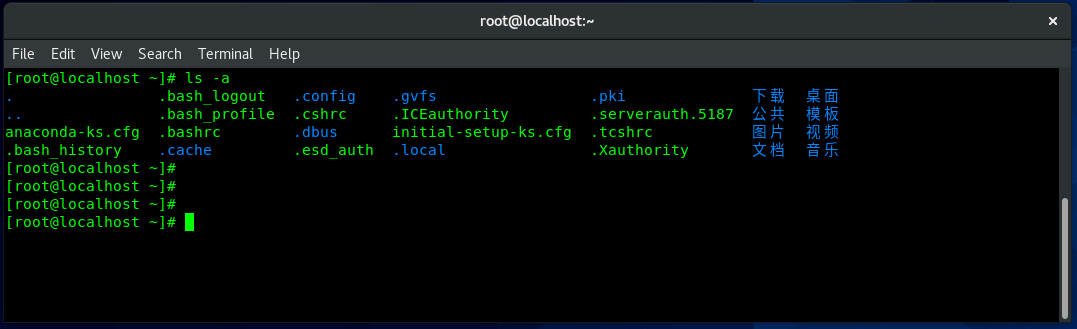 root@localhost:~
File Edit View Search Terminal Help
[root@localhost ~]# ls -a
. .bash_logout .config .gvfs .pki 下载 桌面
.. .bash_profile .cshrc .ICEauthority .serverauth.5187 公共 模板
anaconda-ks.cfg .bashrc .dbus initial-setup-ks.cfg .tcshrc 图片 视频
.bash_history .cache .esd_auth .local .Xauthority 文档 音乐
[root@localhost ~]#
[root@localhost ~]#
[root@localhost ~]#
[root@localhost ~]#